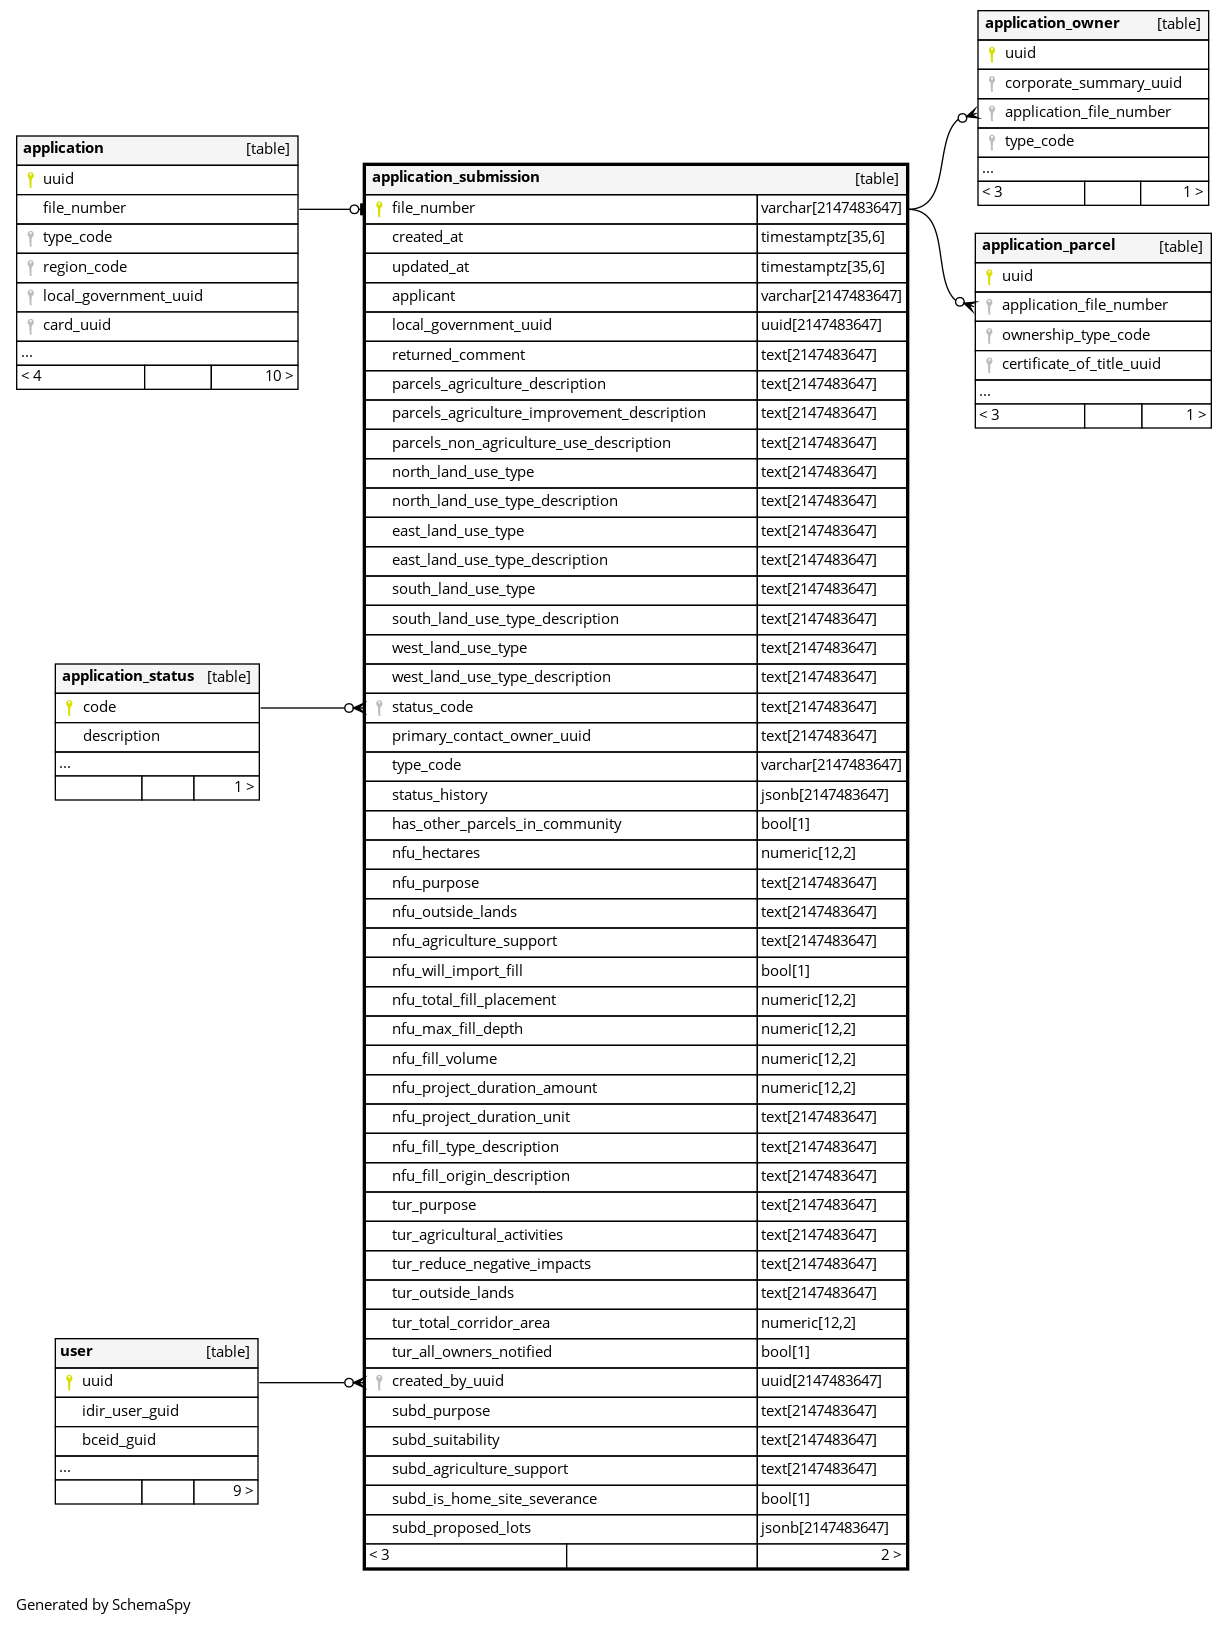 application_owner [table]
uuid
corporate_summary_uuid
application_file_number
type_code
...
< 3 1 >
application [table]
uuid
file_number
type_code
region_code
local_government_uuid
card_uuid
...
< 4 10 >
application_submission [table]
file_number varchar[2147483647]
created_at timestamptz[35,6]
updated_at timestamptz[35,6]
applicant varchar[2147483647]
local_government_uuid uuid[2147483647]
returned_comment text[2147483647]
parcels_agriculture_description text[2147483647]
parcels_agriculture_improvement_description text[2147483647]
parcels_non_agriculture_use_description text[2147483647]
north_land_use_type text[2147483647]
north_land_use_type_description text[2147483647]
east_land_use_type text[2147483647]
east_land_use_type_description text[2147483647]
south_land_use_type text[2147483647]
south_land_use_type_description text[2147483647]
west_land_use_type text[2147483647]
west_land_use_type_description text[2147483647]
status_code text[2147483647]
primary_contact_owner_uuid text[2147483647]
type_code varchar[2147483647]
status_history jsonb[2147483647]
has_other_parcels_in_community bool[1]
nfu_hectares numeric[12,2]
nfu_purpose text[2147483647]
nfu_outside_lands text[2147483647]
nfu_agriculture_support text[2147483647]
nfu_will_import_fill bool[1]
nfu_total_fill_placement numeric[12,2]
nfu_max_fill_depth numeric[12,2]
nfu_fill_volume numeric[12,2]
nfu_project_duration_amount numeric[12,2]
nfu_project_duration_unit text[2147483647]
nfu_fill_type_description text[2147483647]
nfu_fill_origin_description text[2147483647]
tur_purpose text[2147483647]
tur_agricultural_activities text[2147483647]
tur_reduce_negative_impacts text[2147483647]
tur_outside_lands text[2147483647]
tur_total_corridor_area numeric[12,2]
tur_all_owners_notified bool[1]
created_by_uuid uuid[2147483647]
subd_purpose text[2147483647]
subd_suitability text[2147483647]
subd_agriculture_support text[2147483647]
subd_is_home_site_severance bool[1]
subd_proposed_lots jsonb[2147483647]
< 3 2 >
application_parcel [table]
uuid
application_file_number
ownership_type_code
certificate_of_title_uuid
...
< 3 1 >
application_status [table]
code
description
...
1 >
user [table]
uuid
idir_user_guid
bceid_guid
...
9 >
Generated by SchemaSpy